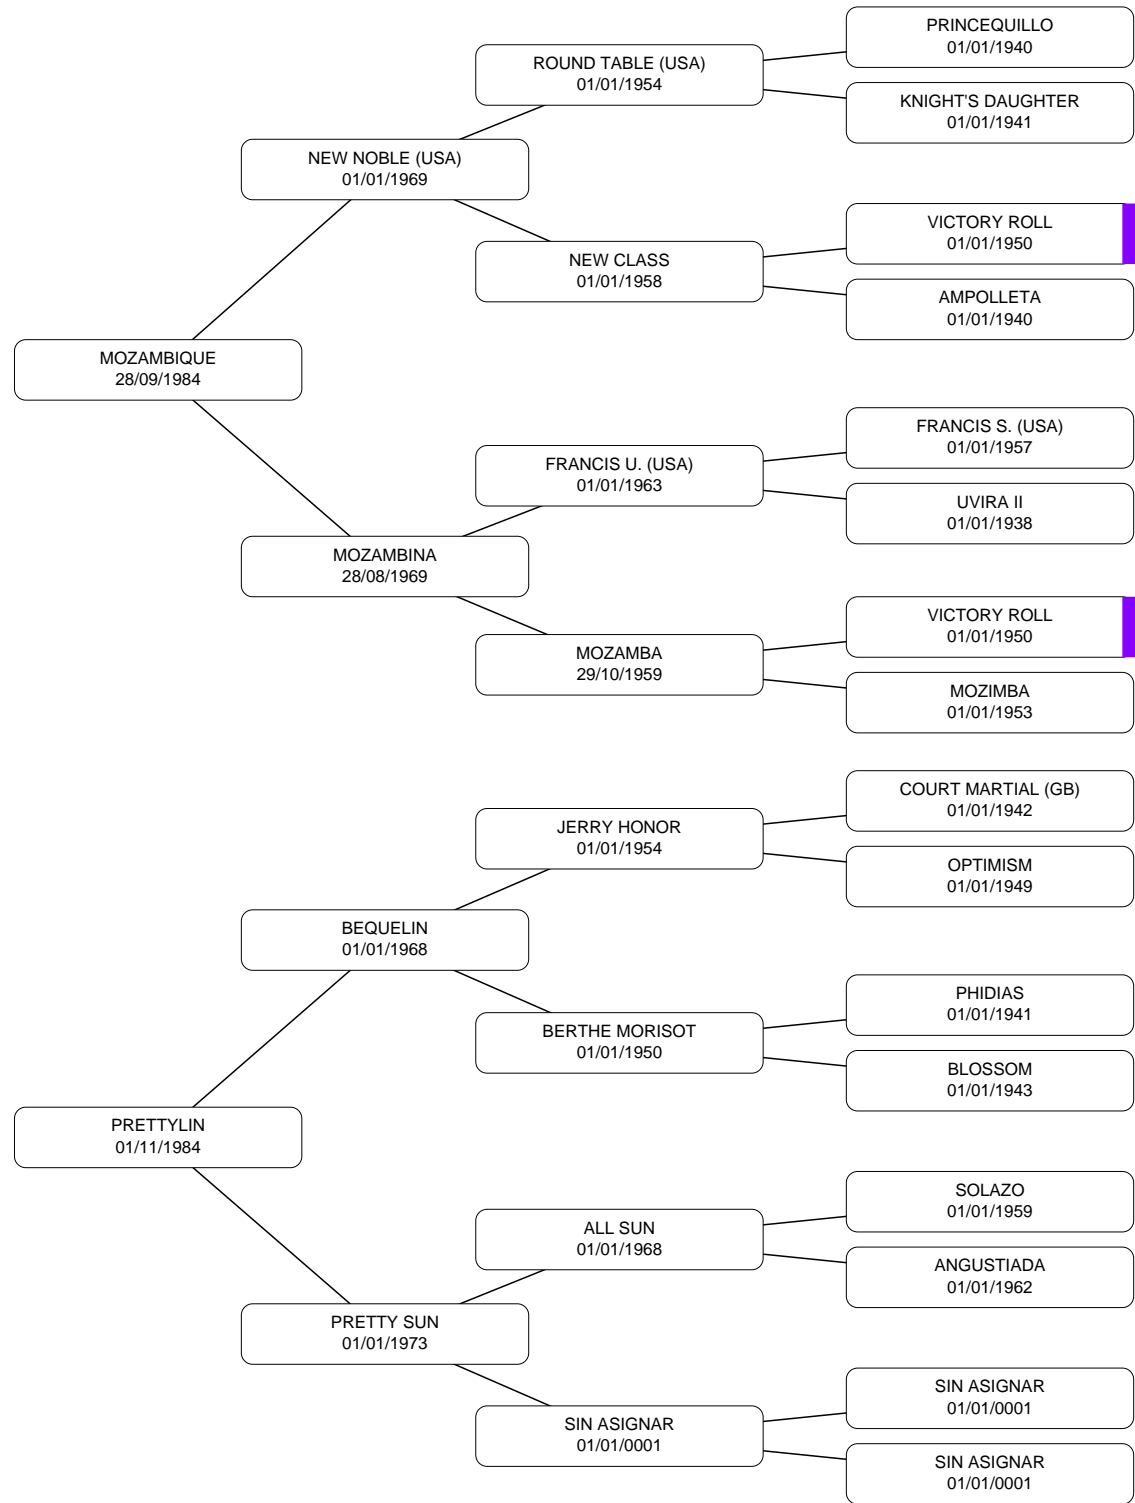 PRINCEQUILLO
01/01/1940
ROUND TABLE (USA)
01/01/1954
KNIGHT'S DAUGHTER
01/01/1941
NEW NOBLE (USA)
01/01/1969
VICTORY ROLL
01/01/1950
NEW CLASS
01/01/1958
AMPOLLETA
01/01/1940
MOZAMBIQUE
28/09/1984
FRANCIS S. (USA)
01/01/1957
FRANCIS U. (USA)
01/01/1963
UVIRA II
01/01/1938
MOZAMBINA
28/08/1969
VICTORY ROLL
01/01/1950
MOZAMBA
29/10/1959
MOZIMBA
01/01/1953
COURT MARTIAL (GB)
01/01/1942
JERRY HONOR
01/01/1954
OPTIMISM
01/01/1949
BEQUELIN
01/01/1968
PHIDIAS
01/01/1941
BERTHE MORISOT
01/01/1950
BLOSSOM
01/01/1943
PRETTYLIN
01/11/1984
SOLAZO
01/01/1959
ALL SUN
01/01/1968
ANGUSTIADA
01/01/1962
PRETTY SUN
01/01/1973
SIN ASIGNAR
01/01/0001
SIN ASIGNAR
01/01/0001
SIN ASIGNAR
01/01/0001